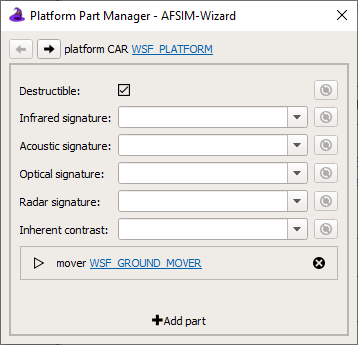 Platform Part Manager - AFSIM-Wizard
platform CAR WSF_PLATFORM
Destructible:
Infrared signature:
Acoustic signature:
Optical signature:
Radar signature:
Inherent contrast:
mover WSF_GROUND_MOVER
Add part